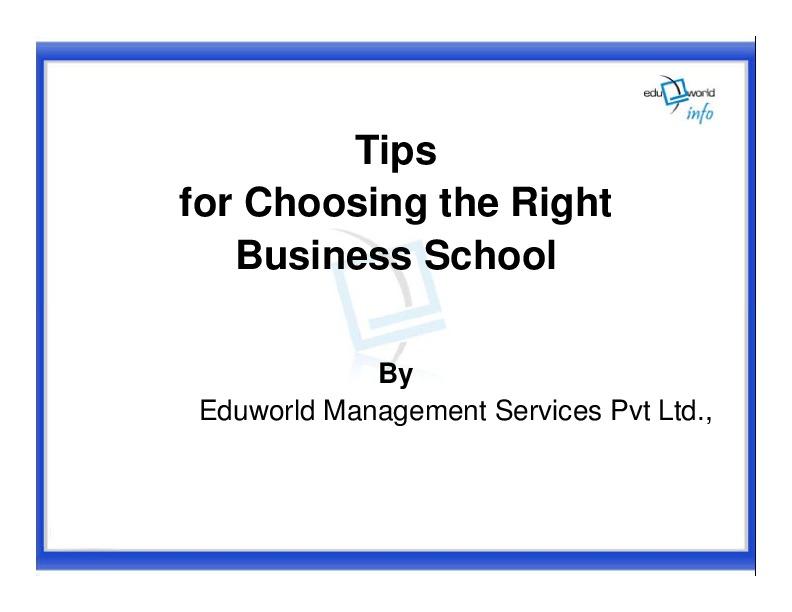 edu world
info
Tips
for Choosing the Right
Business School
By
Eduworld Management Services Pvt Ltd.,